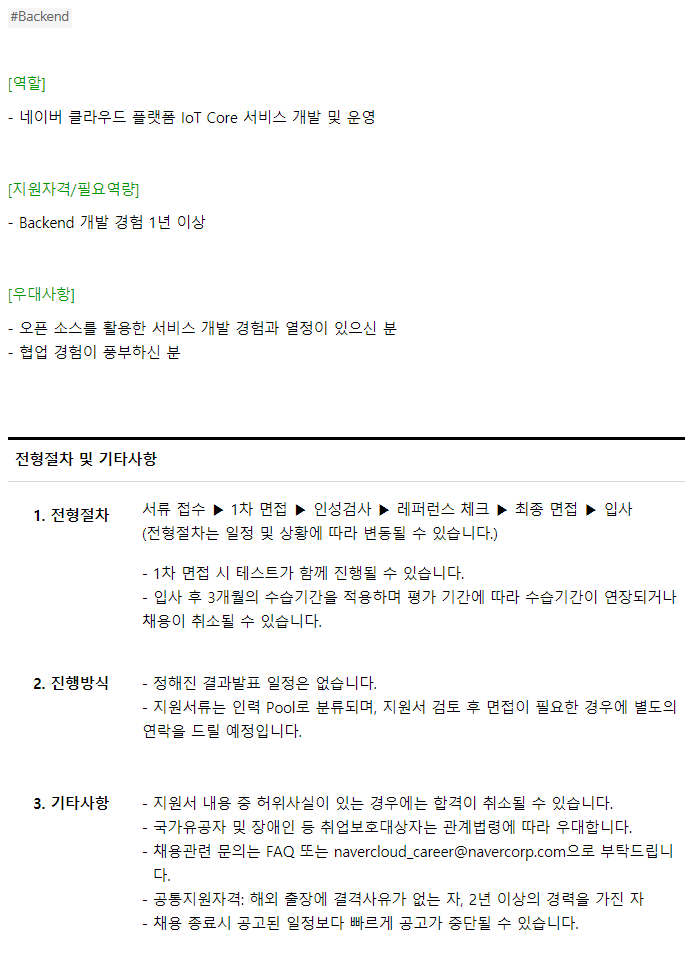 #Backend
[역할]
- 네이버 클라우드 플랫폼 IoT Core 서비스 개발 및 운영
[지원자격/필요역량]
- Backend 개발 경험 1년 이상
[우대사항]
- 오픈 소스를 활용한 서비스 개발 경험과 열정이 있으신 분
- 협업 경험이 풍부하신 분
전형절차 및 기타사항
1. 전형절차
서류 접수 ▶ 1차 면접 ▶ 인성검사 ▶ 레퍼런스 체크 ▶ 최종 면접 ▶ 입사
(전형절차는 일정 및 상황에 따라 변동될 수 있습니다.)
- 1차 면접 시 테스트가 함께 진행될 수 있습니다.
- 입사 후 3개월의 수습기간을 적용하며 평가 기간에 따라 수습기간이 연장되거나
채용이 취소될 수 있습니다.
2. 진행방식
- 정해진 결과발표 일정은 없습니다.
- 지원서류는 인력 Pool로 분류되며, 지원서 검토 후 면접이 필요한 경우에 별도의
연락을 드릴 예정입니다.
3. 기타사항
- 지원서 내용 중 허위사실이 있는 경우에는 합격이 취소될 수 있습니다.
- 국가유공자 및 장애인 등 취업보호대상자는 관계법령에 따라 우대합니다.
- 채용관련 문의는 FAQ 또는 navercloud_career@navercorp.com으로 부탁드립니
다.
- 공통지원자격: 해외 출장에 결격사유가 없는 자, 2년 이상의 경력을 가진 자
- 채용 종료시 공고된 일정보다 빠르게 공고가 중단될 수 있습니다.